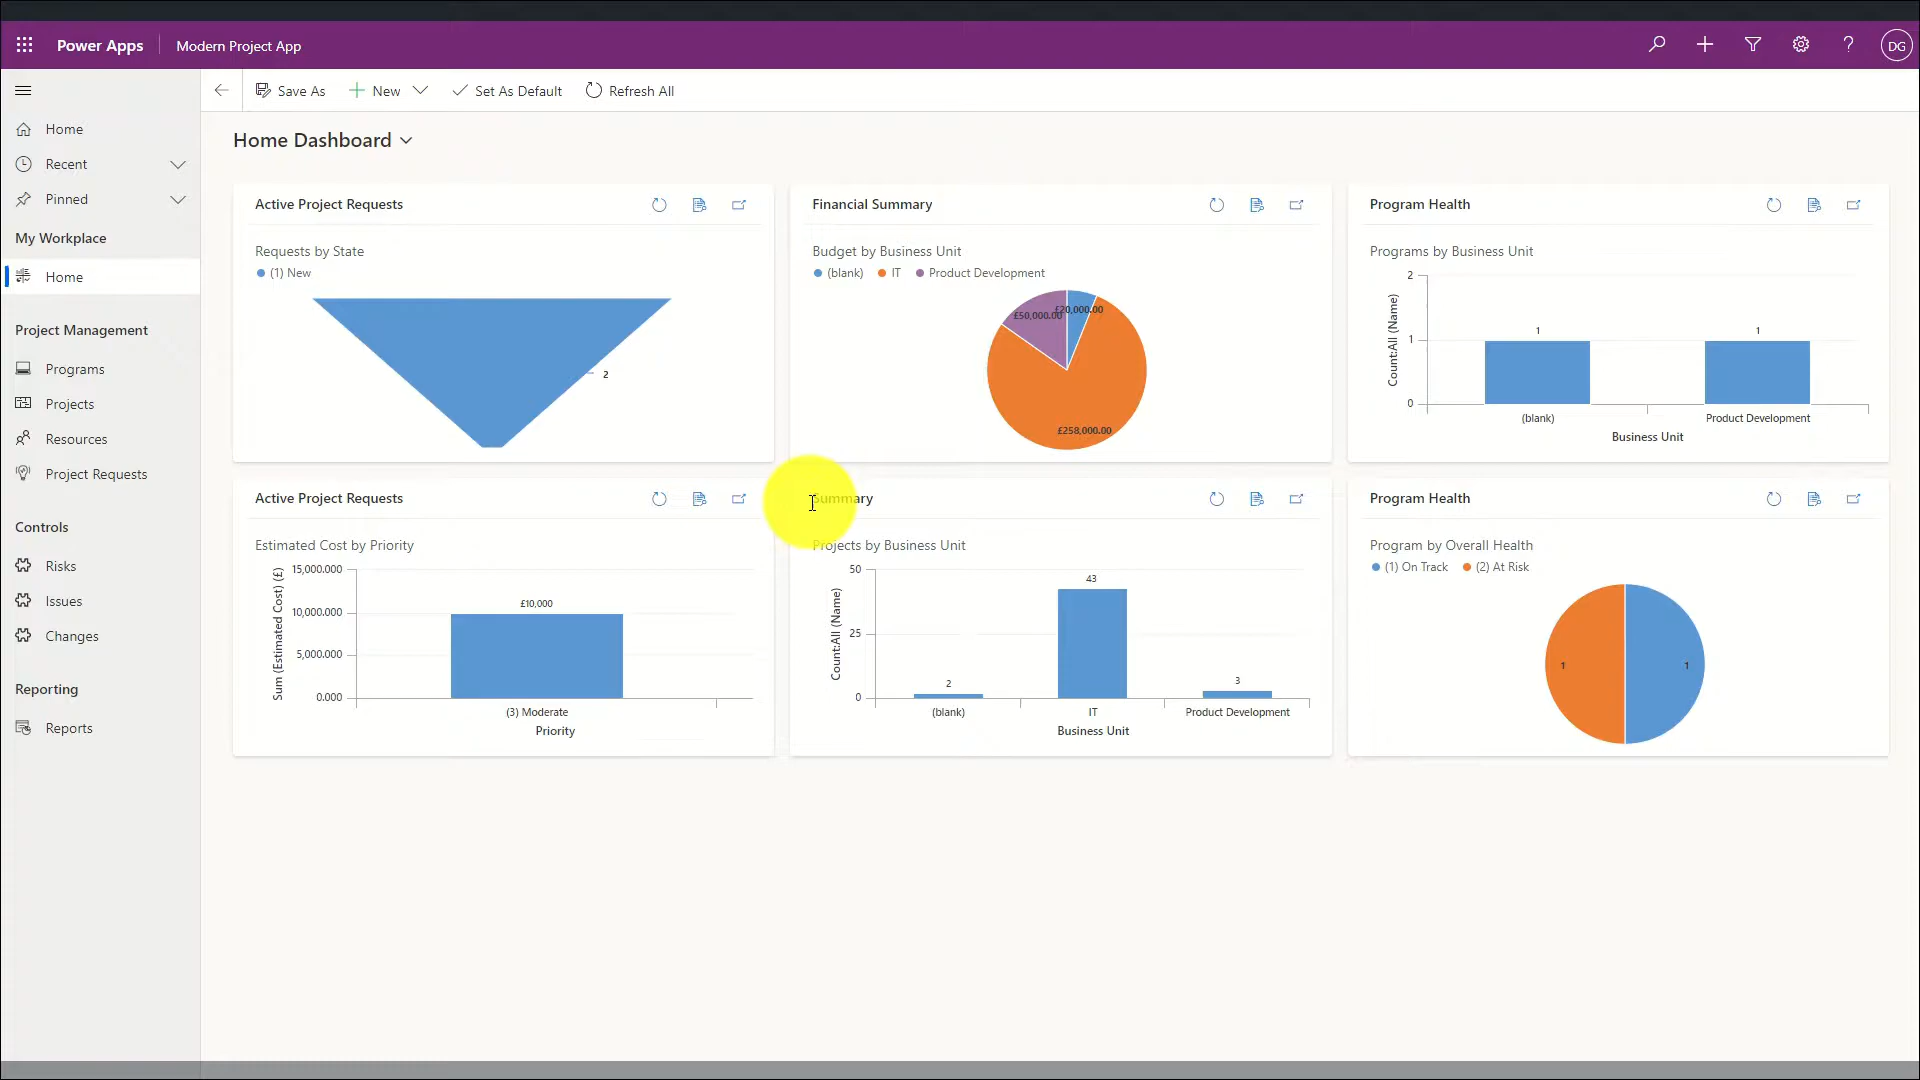 Power Apps
Modern Project App
DG
Save As
New
Set As Default
Refresh All
Home
Recent
Pinned
My Workplace
Home
Project Management
Programs
Projects
Resources
Project Requests
Controls
Risks
Issues
Changes
Reporting
Reports
Home Dashboard
Active Project Requests
Requests by State
(1) New
2
Financial Summary
Budget by Business Unit
(blank) IT Product Development
£50,000.00
£20,000.00
£258,000.00
Program Health
Programs by Business Unit
Count:All (Name)
2
1
0
1
1
(blank)
Product Development
Business Unit
Active Project Requests
Estimated Cost by Priority
Sum (Estimated Cost) (£)
15,000.000
10,000.000
5,000.000
0.000
£10,000
(3) Moderate
Priority
Summary
Projects by Business Unit
Count:All (Name)
50
25
0
2
43
3
(blank)
IT
Product Development
Business Unit
Program Health
Program by Overall Health
(1) On Track (2) At Risk
1
1